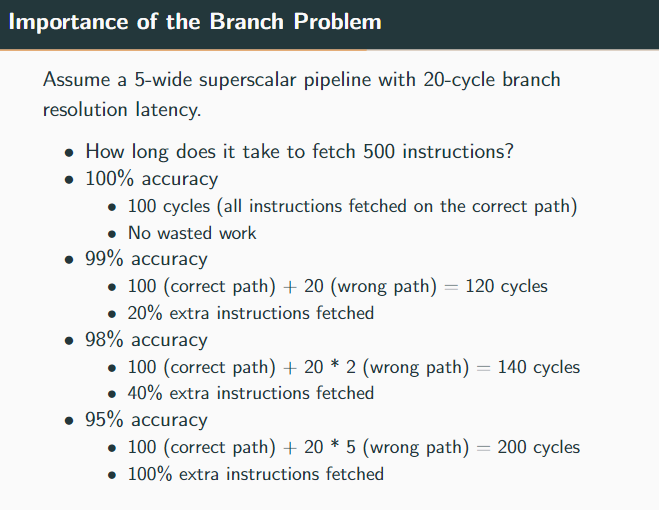 Importance of the Branch Problem
Assume a 5-wide superscalar pipeline with 20-cycle branch
resolution latency.
• How long does it take to fetch 500 instructions?
• 100% accuracy
• 100 cycles (all instructions fetched on the correct path)
• No wasted work
• 99% accuracy
• 100 (correct path) + 20 (wrong path) = 120 cycles
• 20% extra instructions fetched
• 98% accuracy
• 100 (correct path) + 20 * 2 (wrong path) = 140 cycles
• 40% extra instructions fetched
• 95% accuracy
• 100 (correct path) + 20 * 5 (wrong path) = 200 cycles
• 100% extra instructions fetched